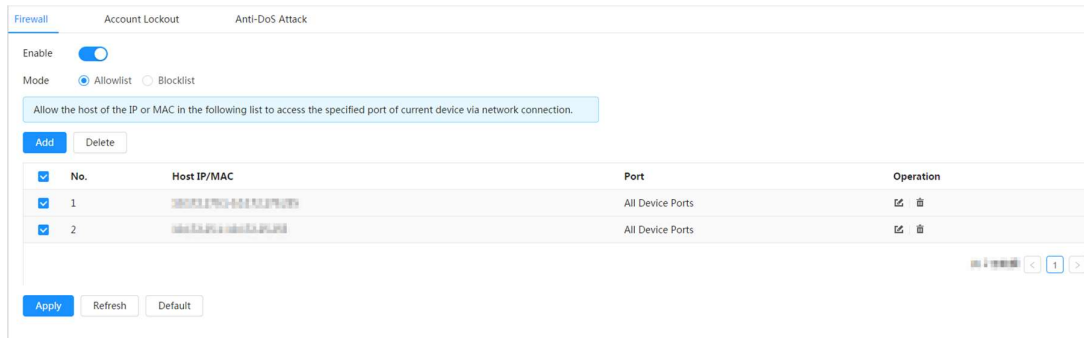 Firewall Account Lockout Anti-DoS Attack
Enable
Mode Allowlist Blocklist
Allow the host of the IP or MAC in the following list to access the specified port of current device via network connection.
Add Delete
No. Host IP/MAC Port Operation
1 All Device Ports
2 All Device Ports
< 1 >
Apply Refresh Default